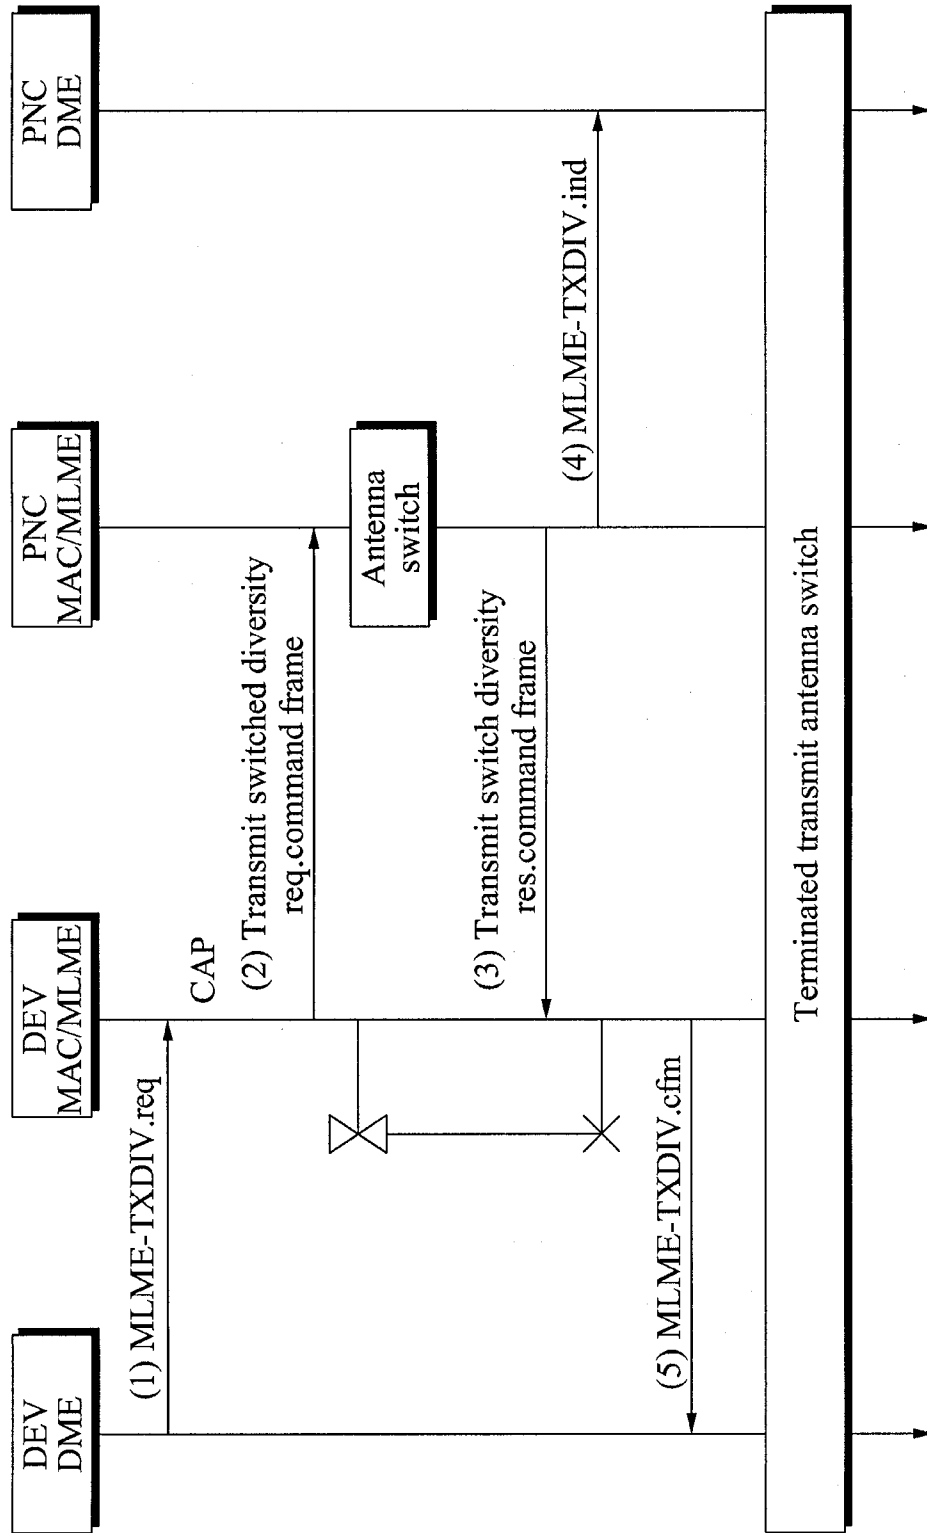 DEV
DME
DEV
MAC/MLME
PNC
MAC/MLME
PNC
DME
(1) MLME-TXDIV.req
CAP
(2) Transmit switched diversity
req.command frame
Antenna
switch
(3) Transmit switch diversity
res.command frame
(4) MLME-TXDIV.ind
(5) MLME-TXDIV.cfm
Terminated transmit antenna switch